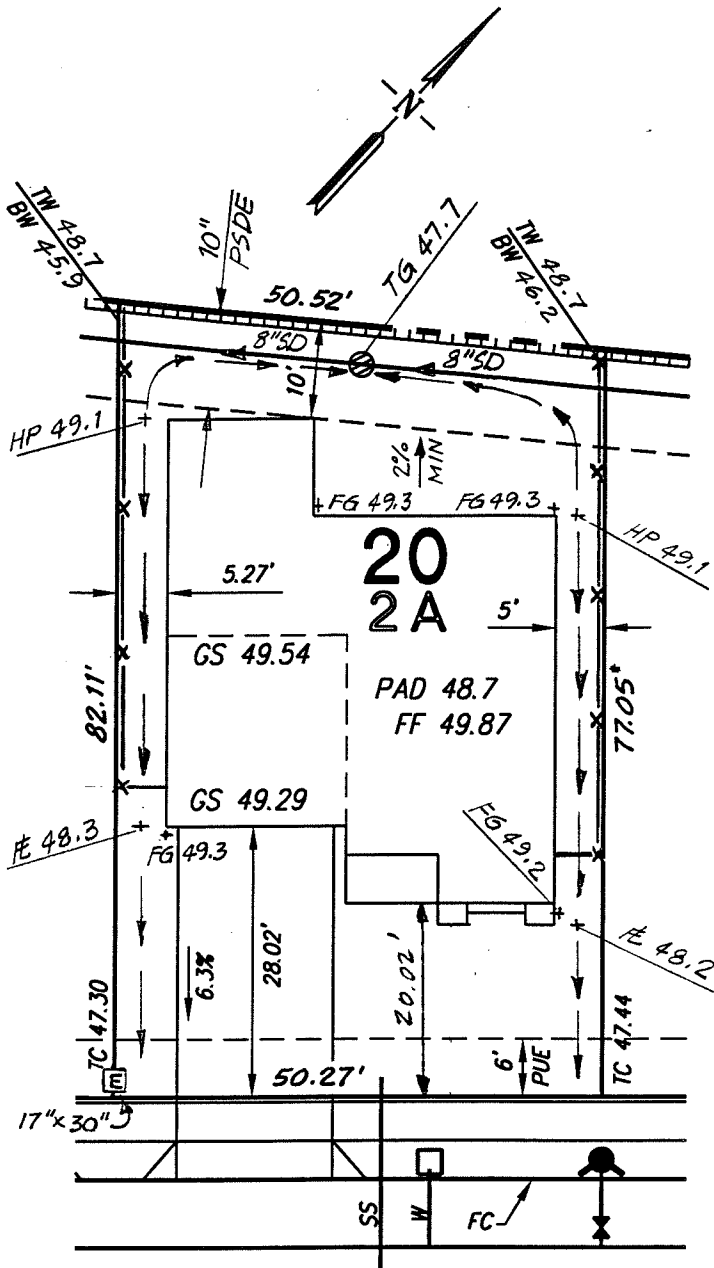 N
TW 48.7
BW 45.9
10"
PSDE
TG 47.7
TW 48.7
BW 46.2
50.52'
8"SD
8"SD
10'
HP 49.1
2%
MIN
FG 49.3
FG 49.3
HP 49.1
20
2A
5.27'
5'
GS 49.54
PAD 48.7
FF 49.87
82.11'
77.05'
GS 49.29
FG 49.2
FL 48.3
FG 49.3
FL 48.2
6.3%
28.02'
20.02'
TC 47.30
TC 47.44
6'
PUE
E
50.27'
17"x30"
SS
W
FC